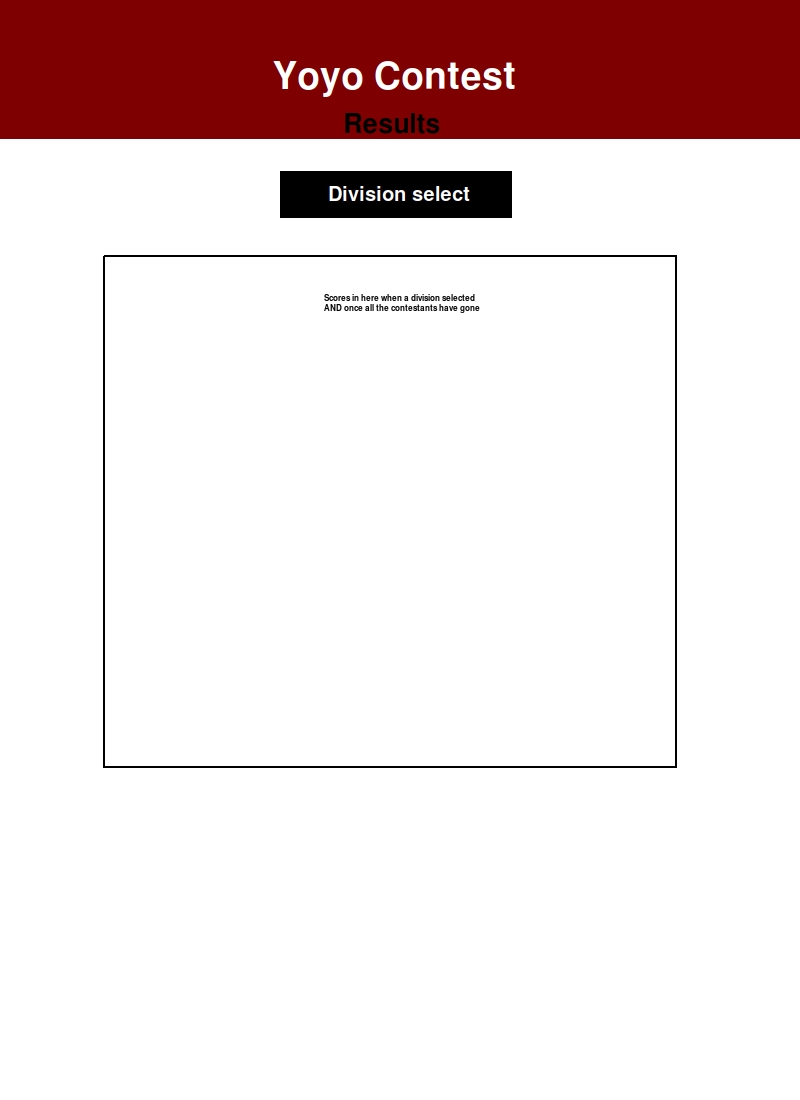 Yoyo Contest
Results
Division select
Scores in here when a division selected
AND once all the contestants have gone